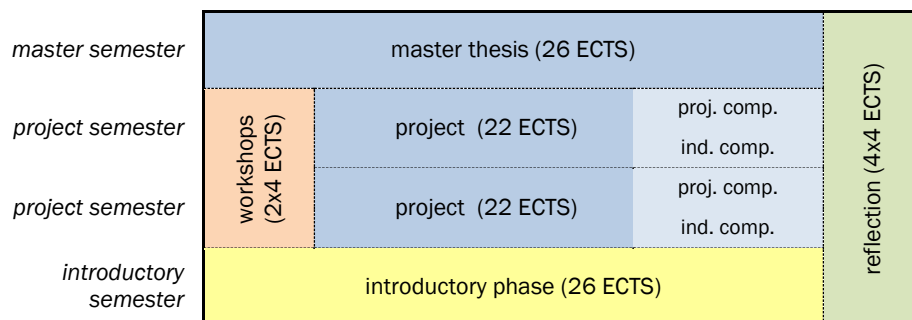 master semester
master thesis (26 ECTS)
project semester
workshops
(2x4 ECTS)
project  (22 ECTS)
proj. comp.
ind. comp.
project semester
project  (22 ECTS)
proj. comp.
ind. comp.
introductory
semester
introductory phase (26 ECTS)
reflection (4x4 ECTS)